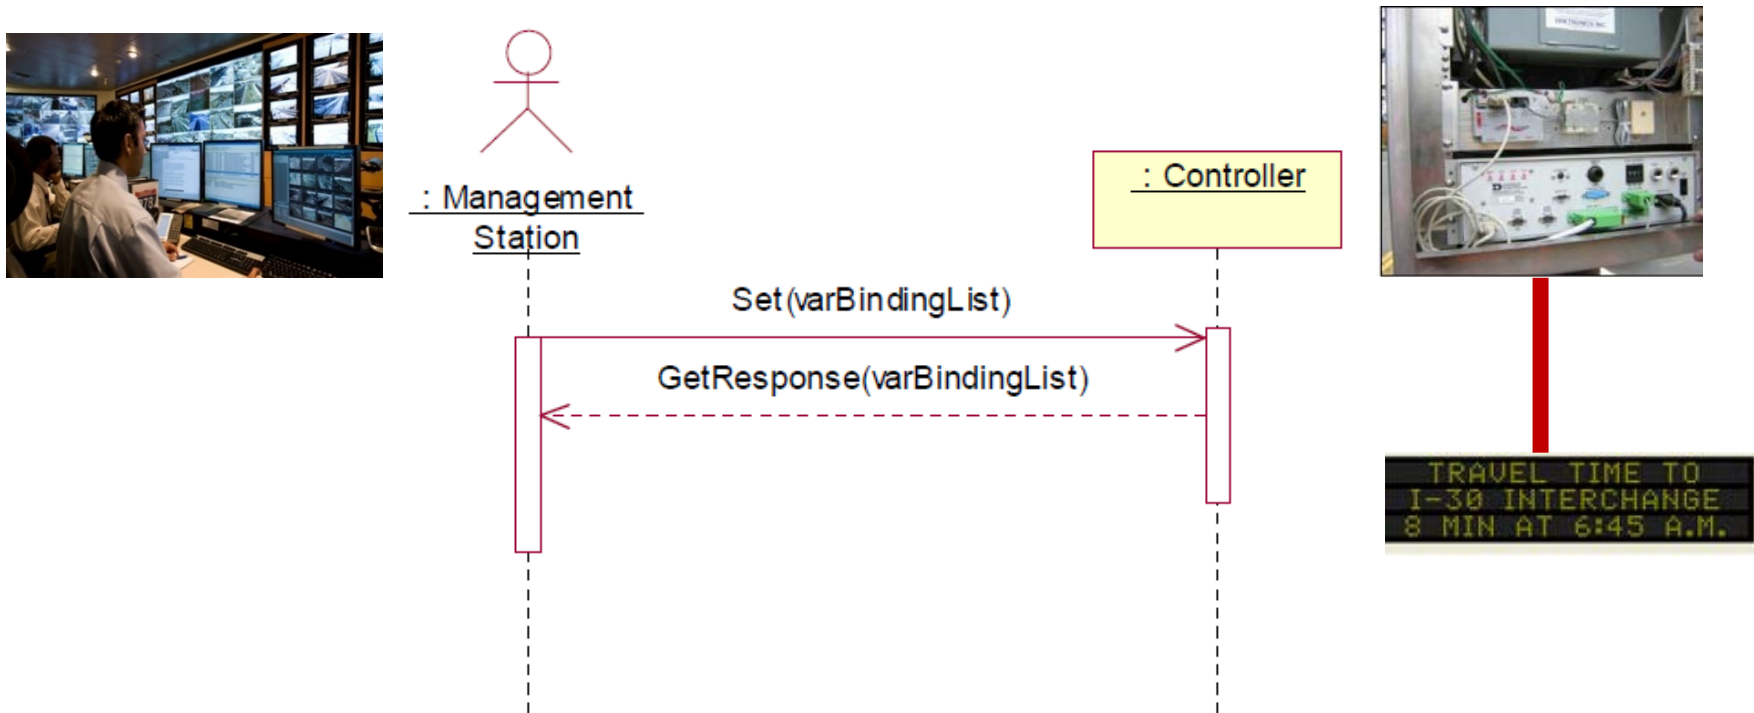 : Management
Station
: Controller
Set(varBindingList)
GetResponse(varBindingList)
TRAVEL TIME TO
I-30 INTERCHANGE
8 MIN AT 6:45 A.M.